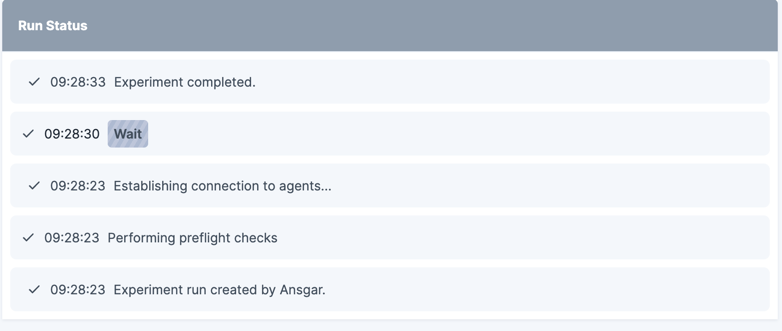 Run Status
09:28:33 Experiment completed.
09:28:30 Wait
09:28:23 Establishing connection to agents...
09:28:23 Performing preflight checks
09:28:23 Experiment run created by Ansgar.